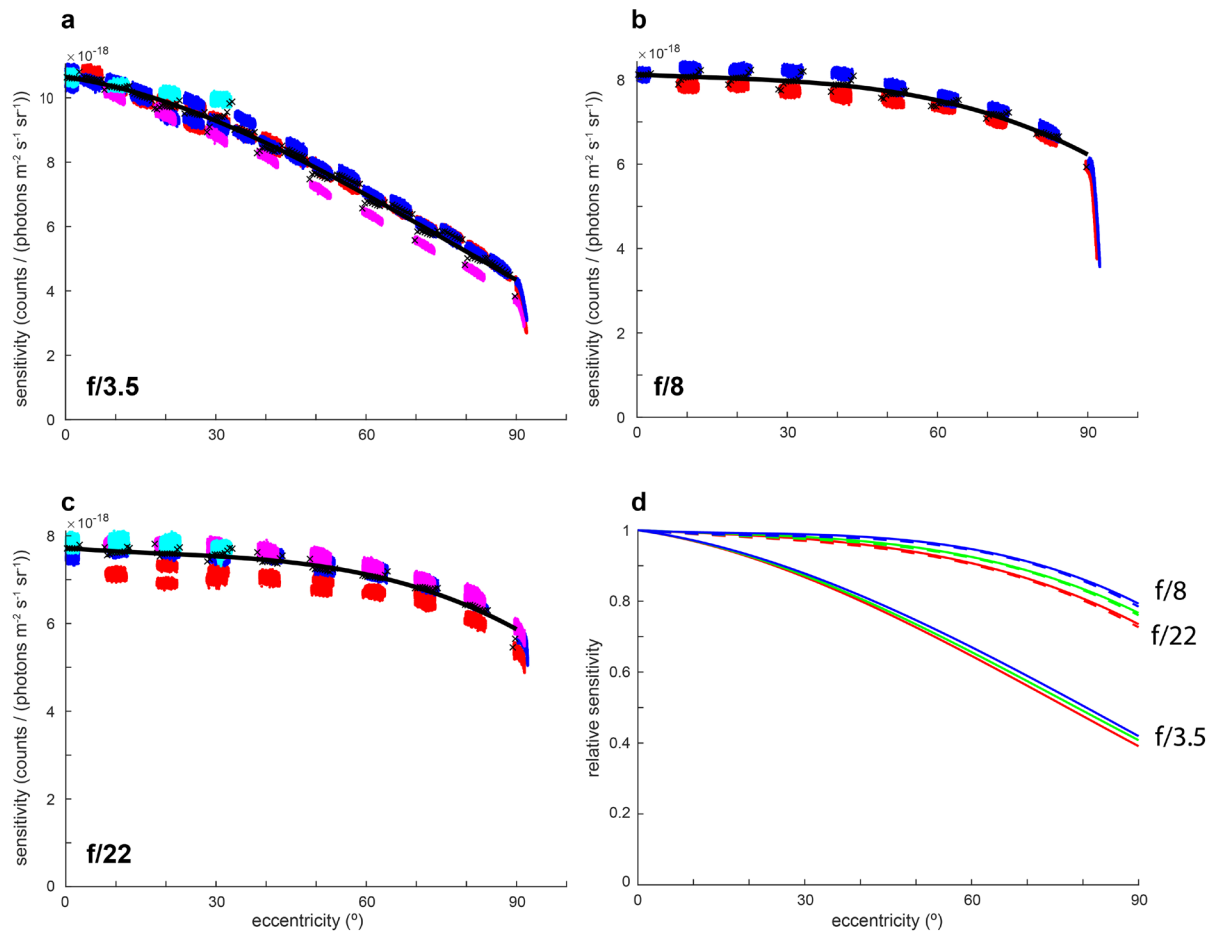 a
×10⁻¹⁸
sensitivity (counts / (photons m⁻² s⁻¹ sr⁻¹))
10
8
6
4
2
0
f/3.5
0
30
60
90
b
×10⁻¹⁸
sensitivity (counts / (photons m⁻² s⁻¹ sr⁻¹))
8
6
4
2
0
f/8
0
30
60
90
c
×10⁻¹⁸
sensitivity (counts / (photons m⁻² s⁻¹ sr⁻¹))
8
6
4
2
0
f/22
0
30
60
90
eccentricity (º)
d
relative sensitivity
1
0.8
0.6
0.4
0.2
0
f/8
f/22
f/3.5
0
30
60
90
eccentricity (º)